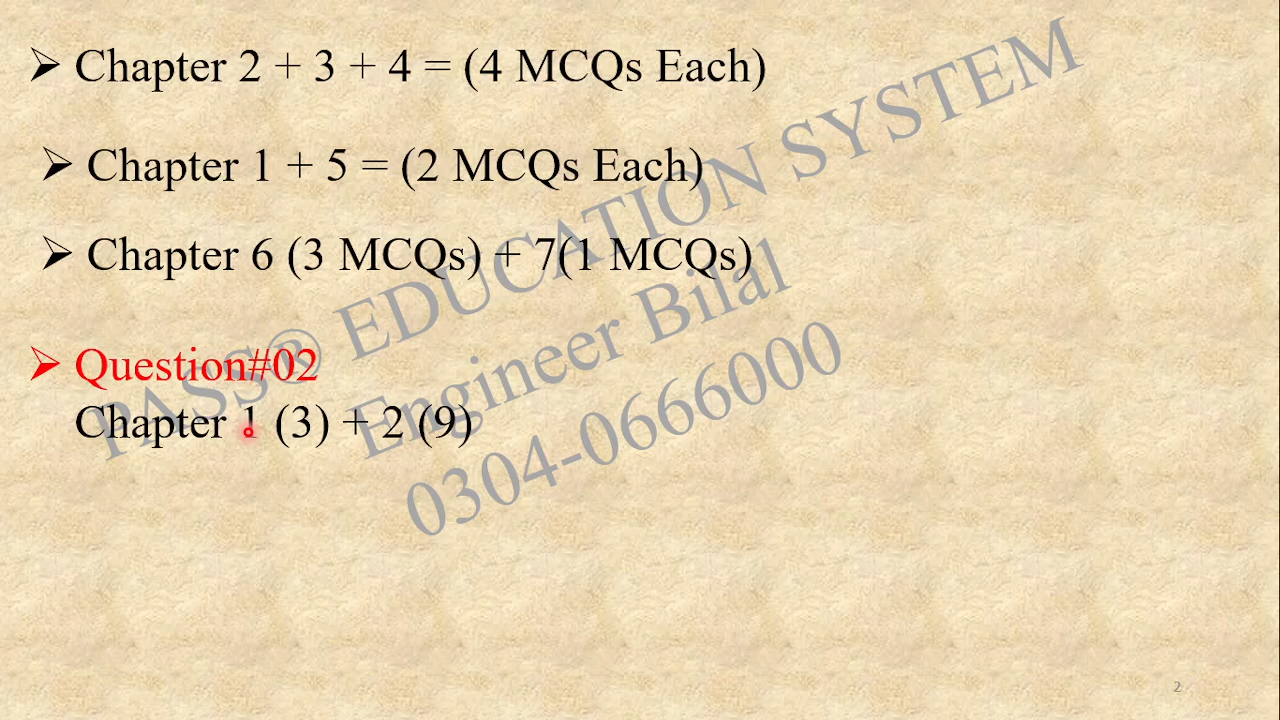 ➢ Chapter 2 + 3 + 4 = (4 MCQs Each)
➢ Chapter 1 + 5 = (2 MCQs Each)
➢ Chapter 6 (3 MCQs) + 7(1 MCQs)
➢ Question#02
Chapter 1 (3) + 2 (9)
PASS® EDUCATION SYSTEM
Engineer Bilal
0304-0666000
2